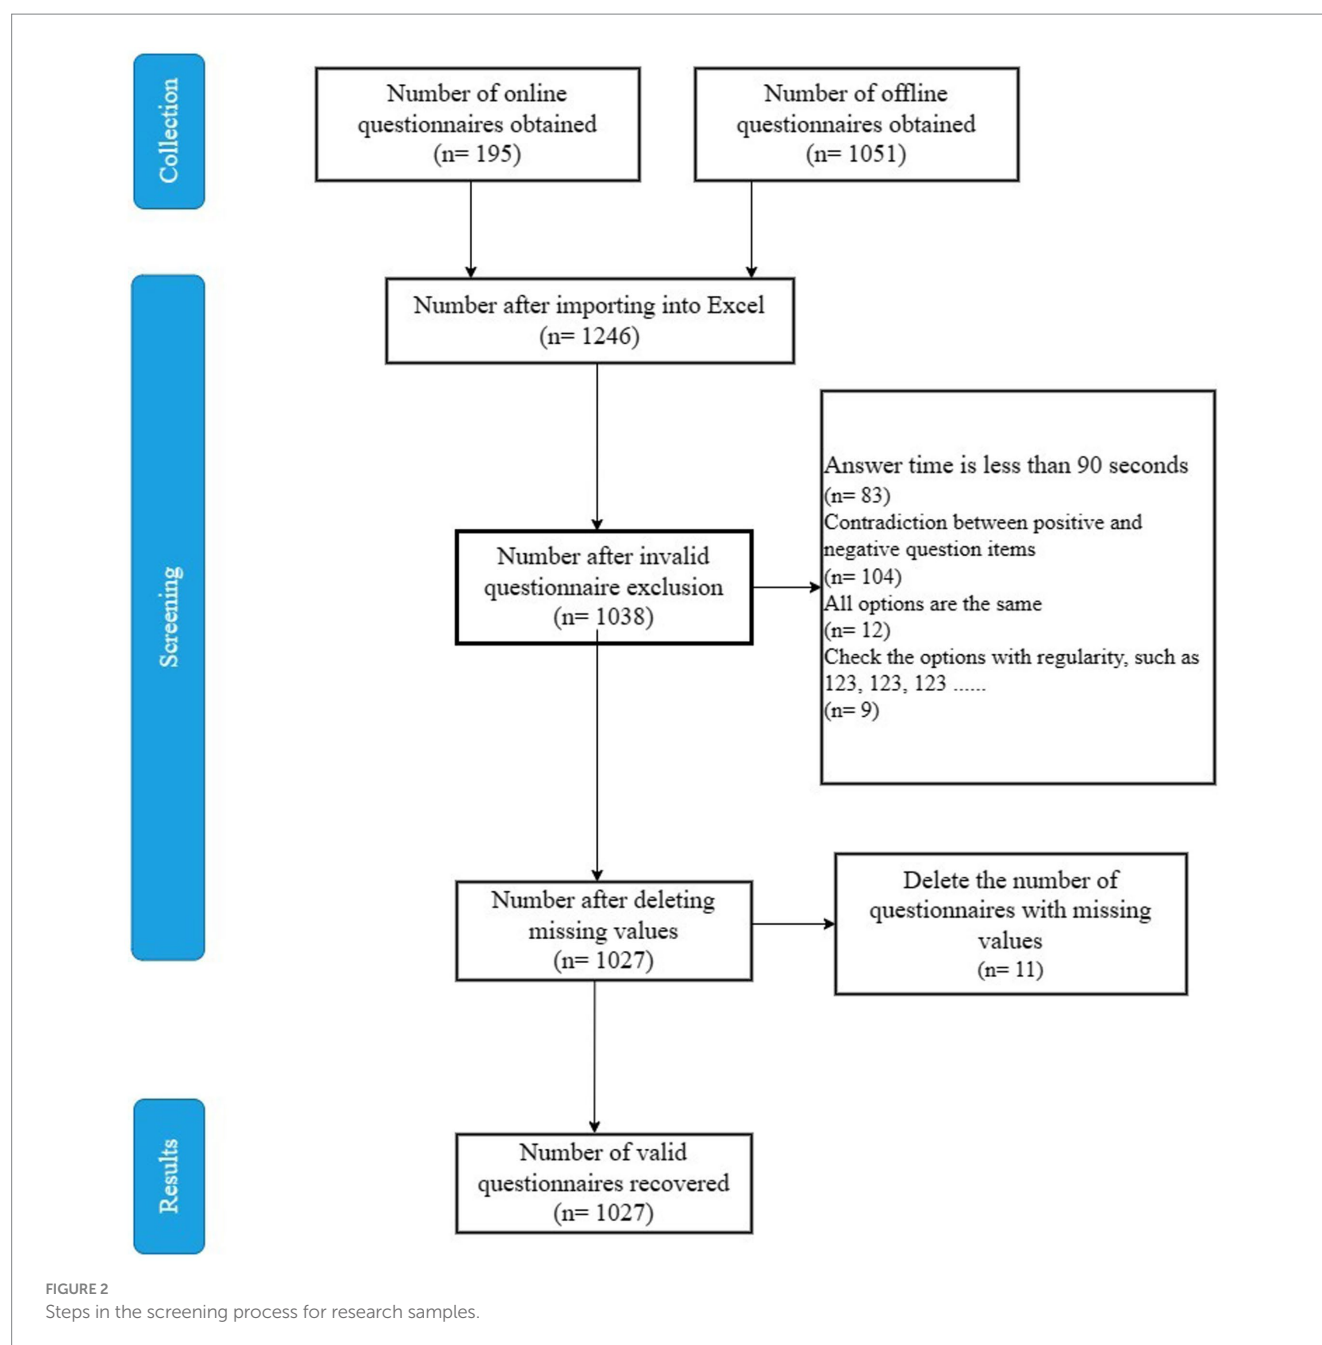 Collection
Number of online
questionnaires obtained
(n= 195)
Number of offline
questionnaires obtained
(n= 1051)
Screening
Number after importing into Excel
(n= 1246)
Number after invalid
questionnaire exclusion
(n= 1038)
Answer time is less than 90 seconds
(n= 83)
Contradiction between positive and
negative question items
(n= 104)
All options are the same
(n= 12)
Check the options with regularity, such as
123, 123, 123 ......
(n= 9)
Number after deleting
missing values
(n= 1027)
Delete the number of
questionnaires with missing
values
(n= 11)
Results
Number of valid
questionnaires recovered
(n= 1027)
FIGURE 2
Steps in the screening process for research samples.